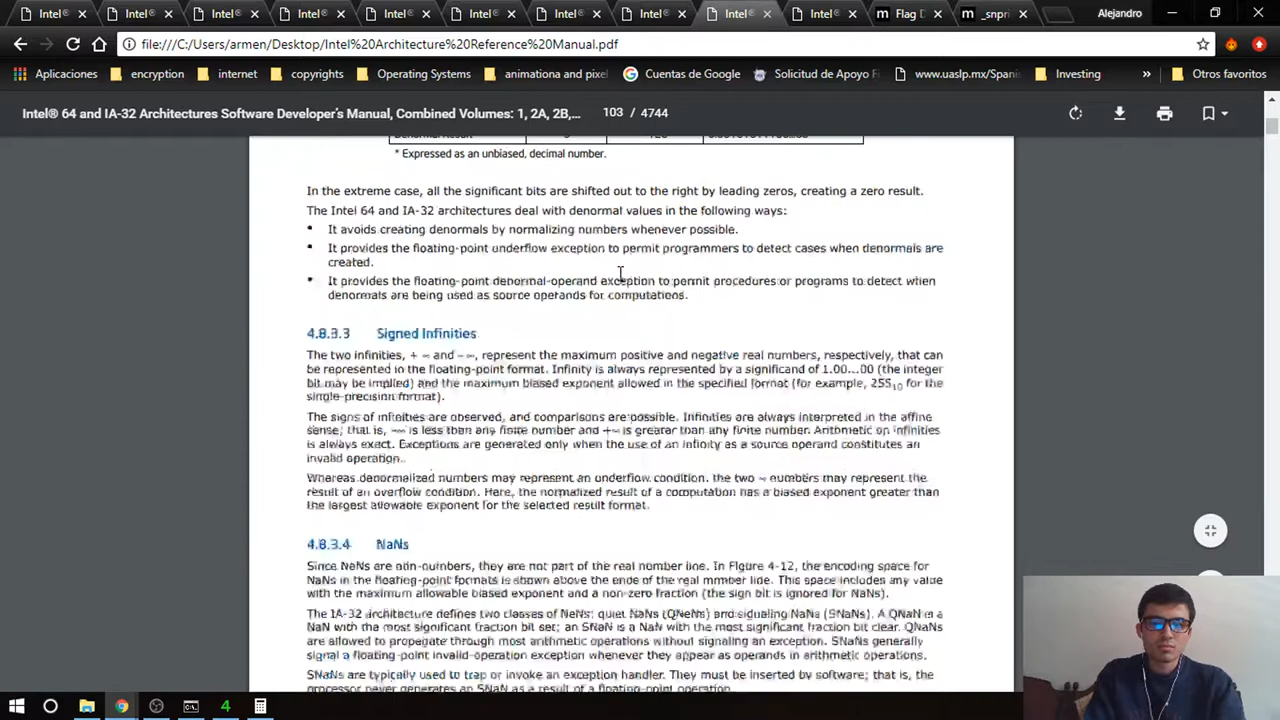 Intel®
Intel®
Intel®
Intel®
Intel®
Intel®
Intel®
Intel®
Intel®
Intel®
Flag D
_snpri
Alejandro
file:///C:/Users/armen/Desktop/Intel%20Architecture%20Reference%20Manual.pdf
Aplicaciones
encryption
internet
copyrights
Operating Systems
animationa and pixel
Cuentas de Google
Solicitud de Apoyo Fi
www.uaslp.mx/Spani
Investing
»
Otros favoritos
Intel® 64 and IA-32 Architectures Software Developer's Manual, Combined Volumes: 1, 2A, 2B,...
103 / 4744
* Expressed as an unbiased, decimal number.
In the extreme case, all the significant bits are shifted out to the right by leading zeros, creating a zero result.
The Intel 64 and IA-32 architectures deal with denormal values in the following ways:
• It avoids creating denormals by normalizing numbers whenever possible.
• It provides the floating-point underflow exception to permit programmers to detect cases when denormals are
created.
• It provides the floating-point denormal-operand exception to permit procedures or programs to detect when
denormals are being used as source operands for computations.
4.8.3.3 Signed Infinities
The two infinities, + ∞ and −∞, represent the maximum positive and negative real numbers, respectively, that can
be represented in the floating-point format. Infinity is always represented by a significand of 1.00...00 (the integer
bit may be implied) and the maximum biased exponent allowed in the specified format (for example, 255₁₀ for the
single-precision format).
The signs of infinities are observed, and comparisons are possible. Infinities are always interpreted in the affine
sense; that is, −∞ is less than any finite number and +∞ is greater than any finite number. Arithmetic on infinities
is always exact. Exceptions are generated only when the use of an infinity as a source operand constitutes an
invalid operation.
Whereas denormalized numbers may represent an underflow condition, the two ∞ numbers may represent the
result of an overflow condition. Here, the normalized result of a computation has a biased exponent greater than
the largest allowable exponent for the selected result format.
4.8.3.4 NaNs
Since NaNs are non-numbers, they are not part of the real number line. In Figure 4-12, the encoding space for
NaNs in the floating-point formats is shown above the ends of the real number line. This space includes any value
with the maximum allowable biased exponent and a non-zero fraction (the sign bit is ignored for NaNs).
The IA-32 architecture defines two classes of NaNs: quiet NaNs (QNaNs) and signaling NaNs (SNaNs). A QNaN is a
NaN with the most significant fraction bit set; an SNaN is a NaN with the most significant fraction bit clear. QNaNs
are allowed to propagate through most arithmetic operations without signaling an exception. SNaNs generally
signal a floating-point invalid-operation exception whenever they appear as operands in arithmetic operations.
SNaNs are typically used to trap or invoke an exception handler. They must be inserted by software; that is, the
processor never generates an SNaN as a result of a floating-point operation.